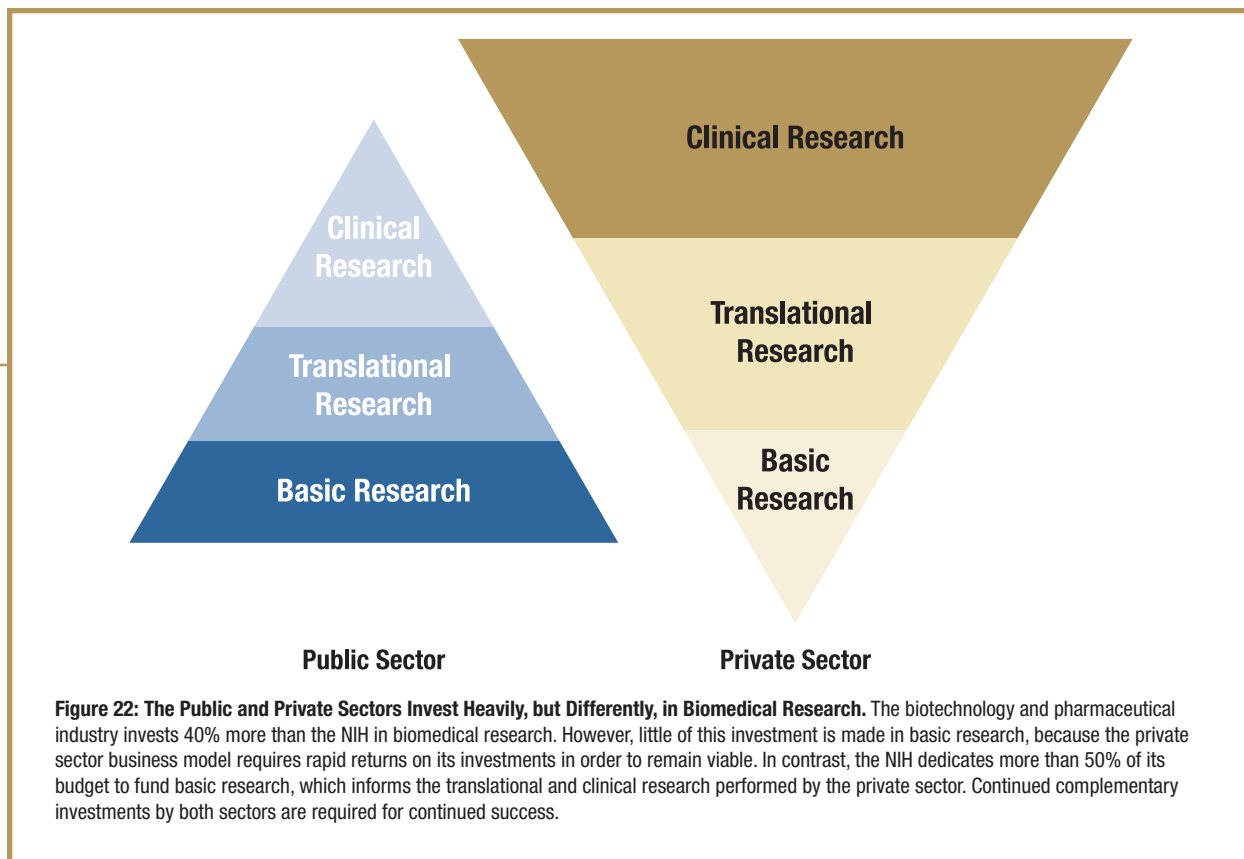 Clinical
Research
Translational
Research
Basic Research
Public Sector
Clinical Research
Translational
Research
Basic
Research
Private Sector
Figure 22: The Public and Private Sectors Invest Heavily, but Differently, in Biomedical Research. The biotechnology and pharmaceutical
industry invests 40% more than the NIH in biomedical research. However, little of this investment is made in basic research, because the private
sector business model requires rapid returns on its investments in order to remain viable. In contrast, the NIH dedicates more than 50% of its
budget to fund basic research, which informs the translational and clinical research performed by the private sector. Continued complementary
investments by both sectors are required for continued success.